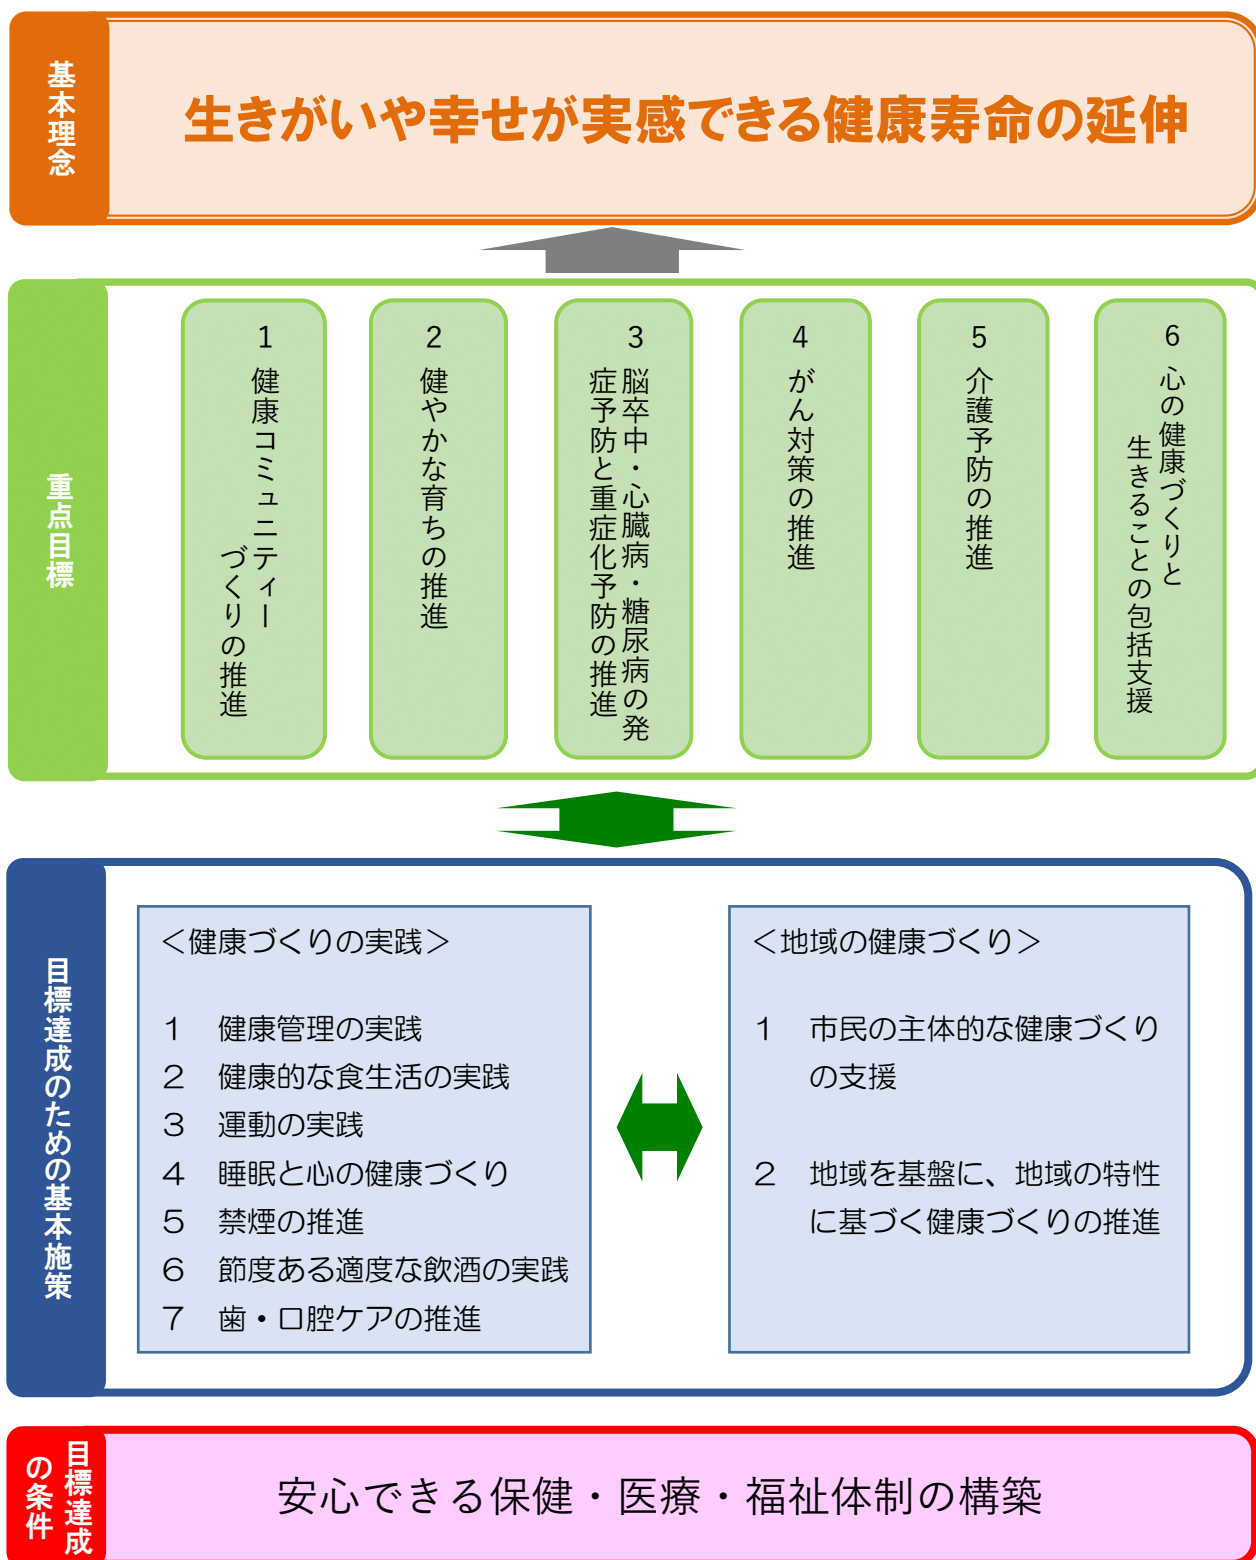 基本理念
生きがいや幸せが実感できる健康寿命の延伸
重点目標
1 健康コミュニティー
づくりの推進
2 健やかな育ちの推進
3 脳卒中・心臓病・糖尿病の発
症予防と重症化予防の推進
4 がん対策の推進
5 介護予防の推進
6 心の健康づくりと
生きることの包括支援
目標達成のための基本施策
＜健康づくりの実践＞
１　健康管理の実践
２　健康的な食生活の実践
３　運動の実践
４　睡眠と心の健康づくり
５　禁煙の推進
６　節度ある適度な飲酒の実践
７　歯・口腔ケアの推進
＜地域の健康づくり＞
１　市民の主体的な健康づくり
の支援
２　地域を基盤に、地域の特性
に基づく健康づくりの推進
目標達成
の条件
安心できる保健・医療・福祉体制の構築